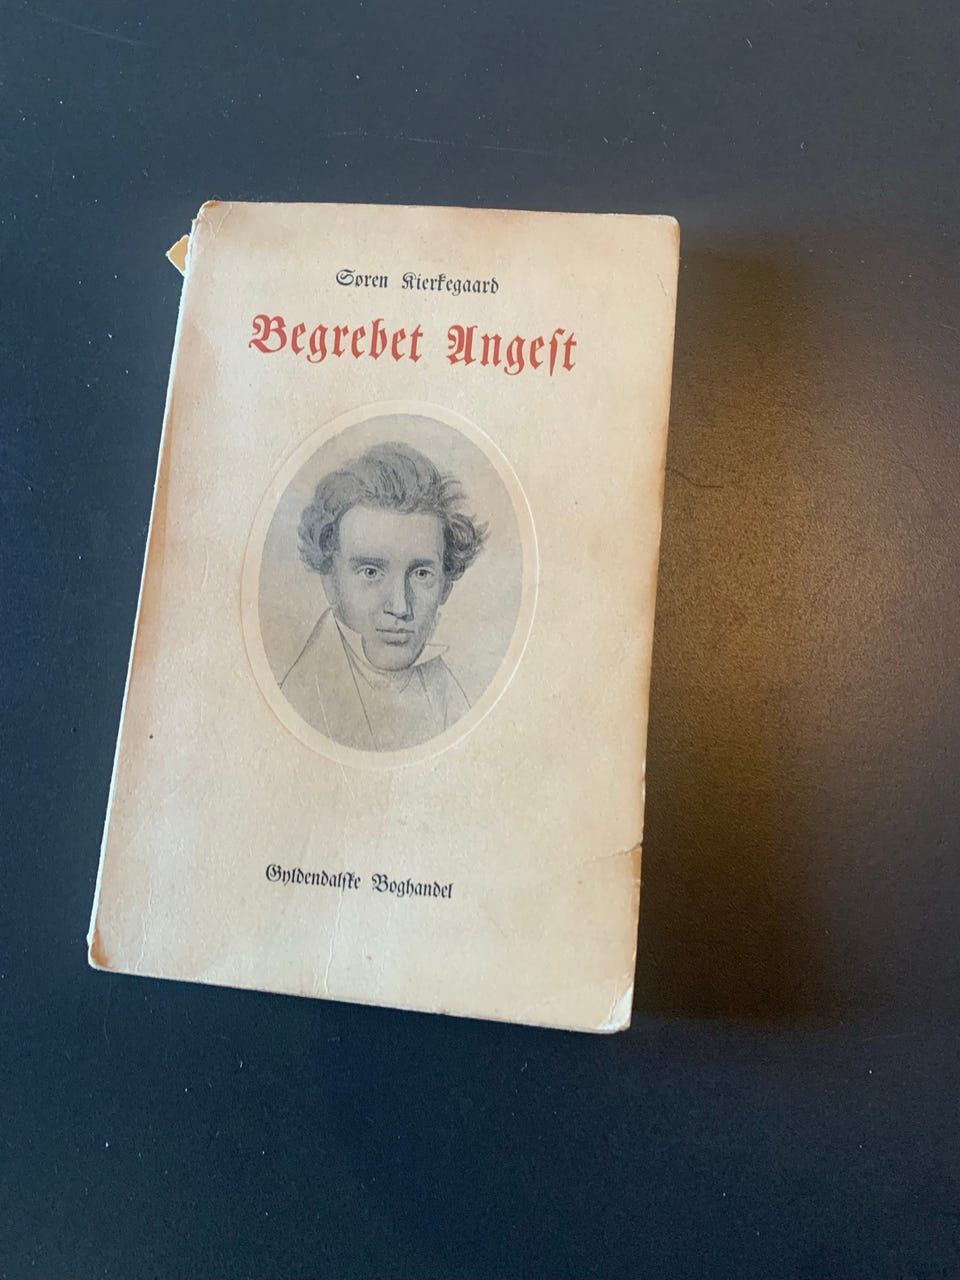 Søren Kierkegaard
Begrebet Angeſt
Gyldendalſke Boghandel